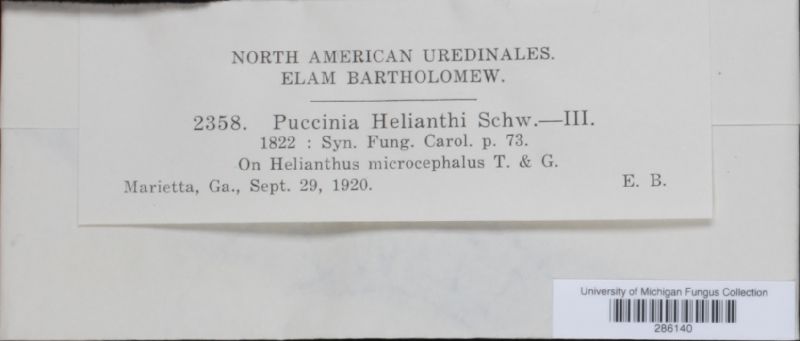 NORTH AMERICAN UREDINALES.
ELAM BARTHOLOMEW.
2358. Puccinia Helianthi Schw.—III.
1822 : Syn. Fung. Carol. p. 73.
On Helianthus microcephalus T. & G.
Marietta, Ga., Sept. 29, 1920. E. B.
University of Michigan Fungus Collection
286140